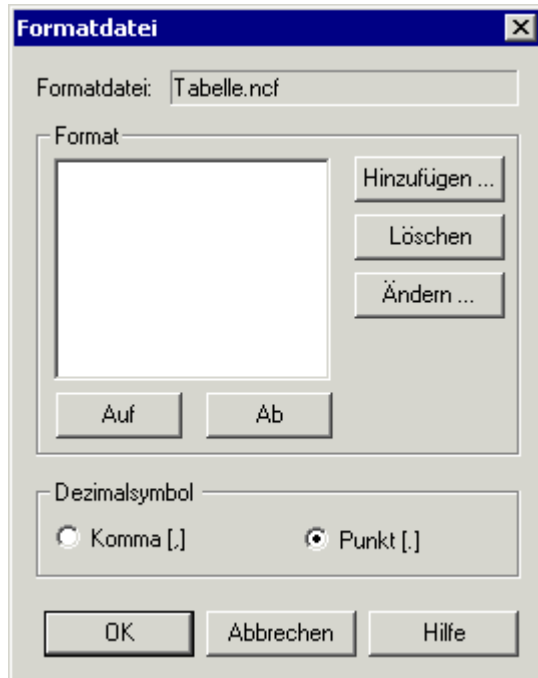 Formatdatei
Formatdatei: Tabelle.ncf
Format
Hinzufügen ...
Löschen
Ändern ...
Auf Ab
Dezimalsymbol
Komma [,] Punkt [.]
OK Abbrechen Hilfe